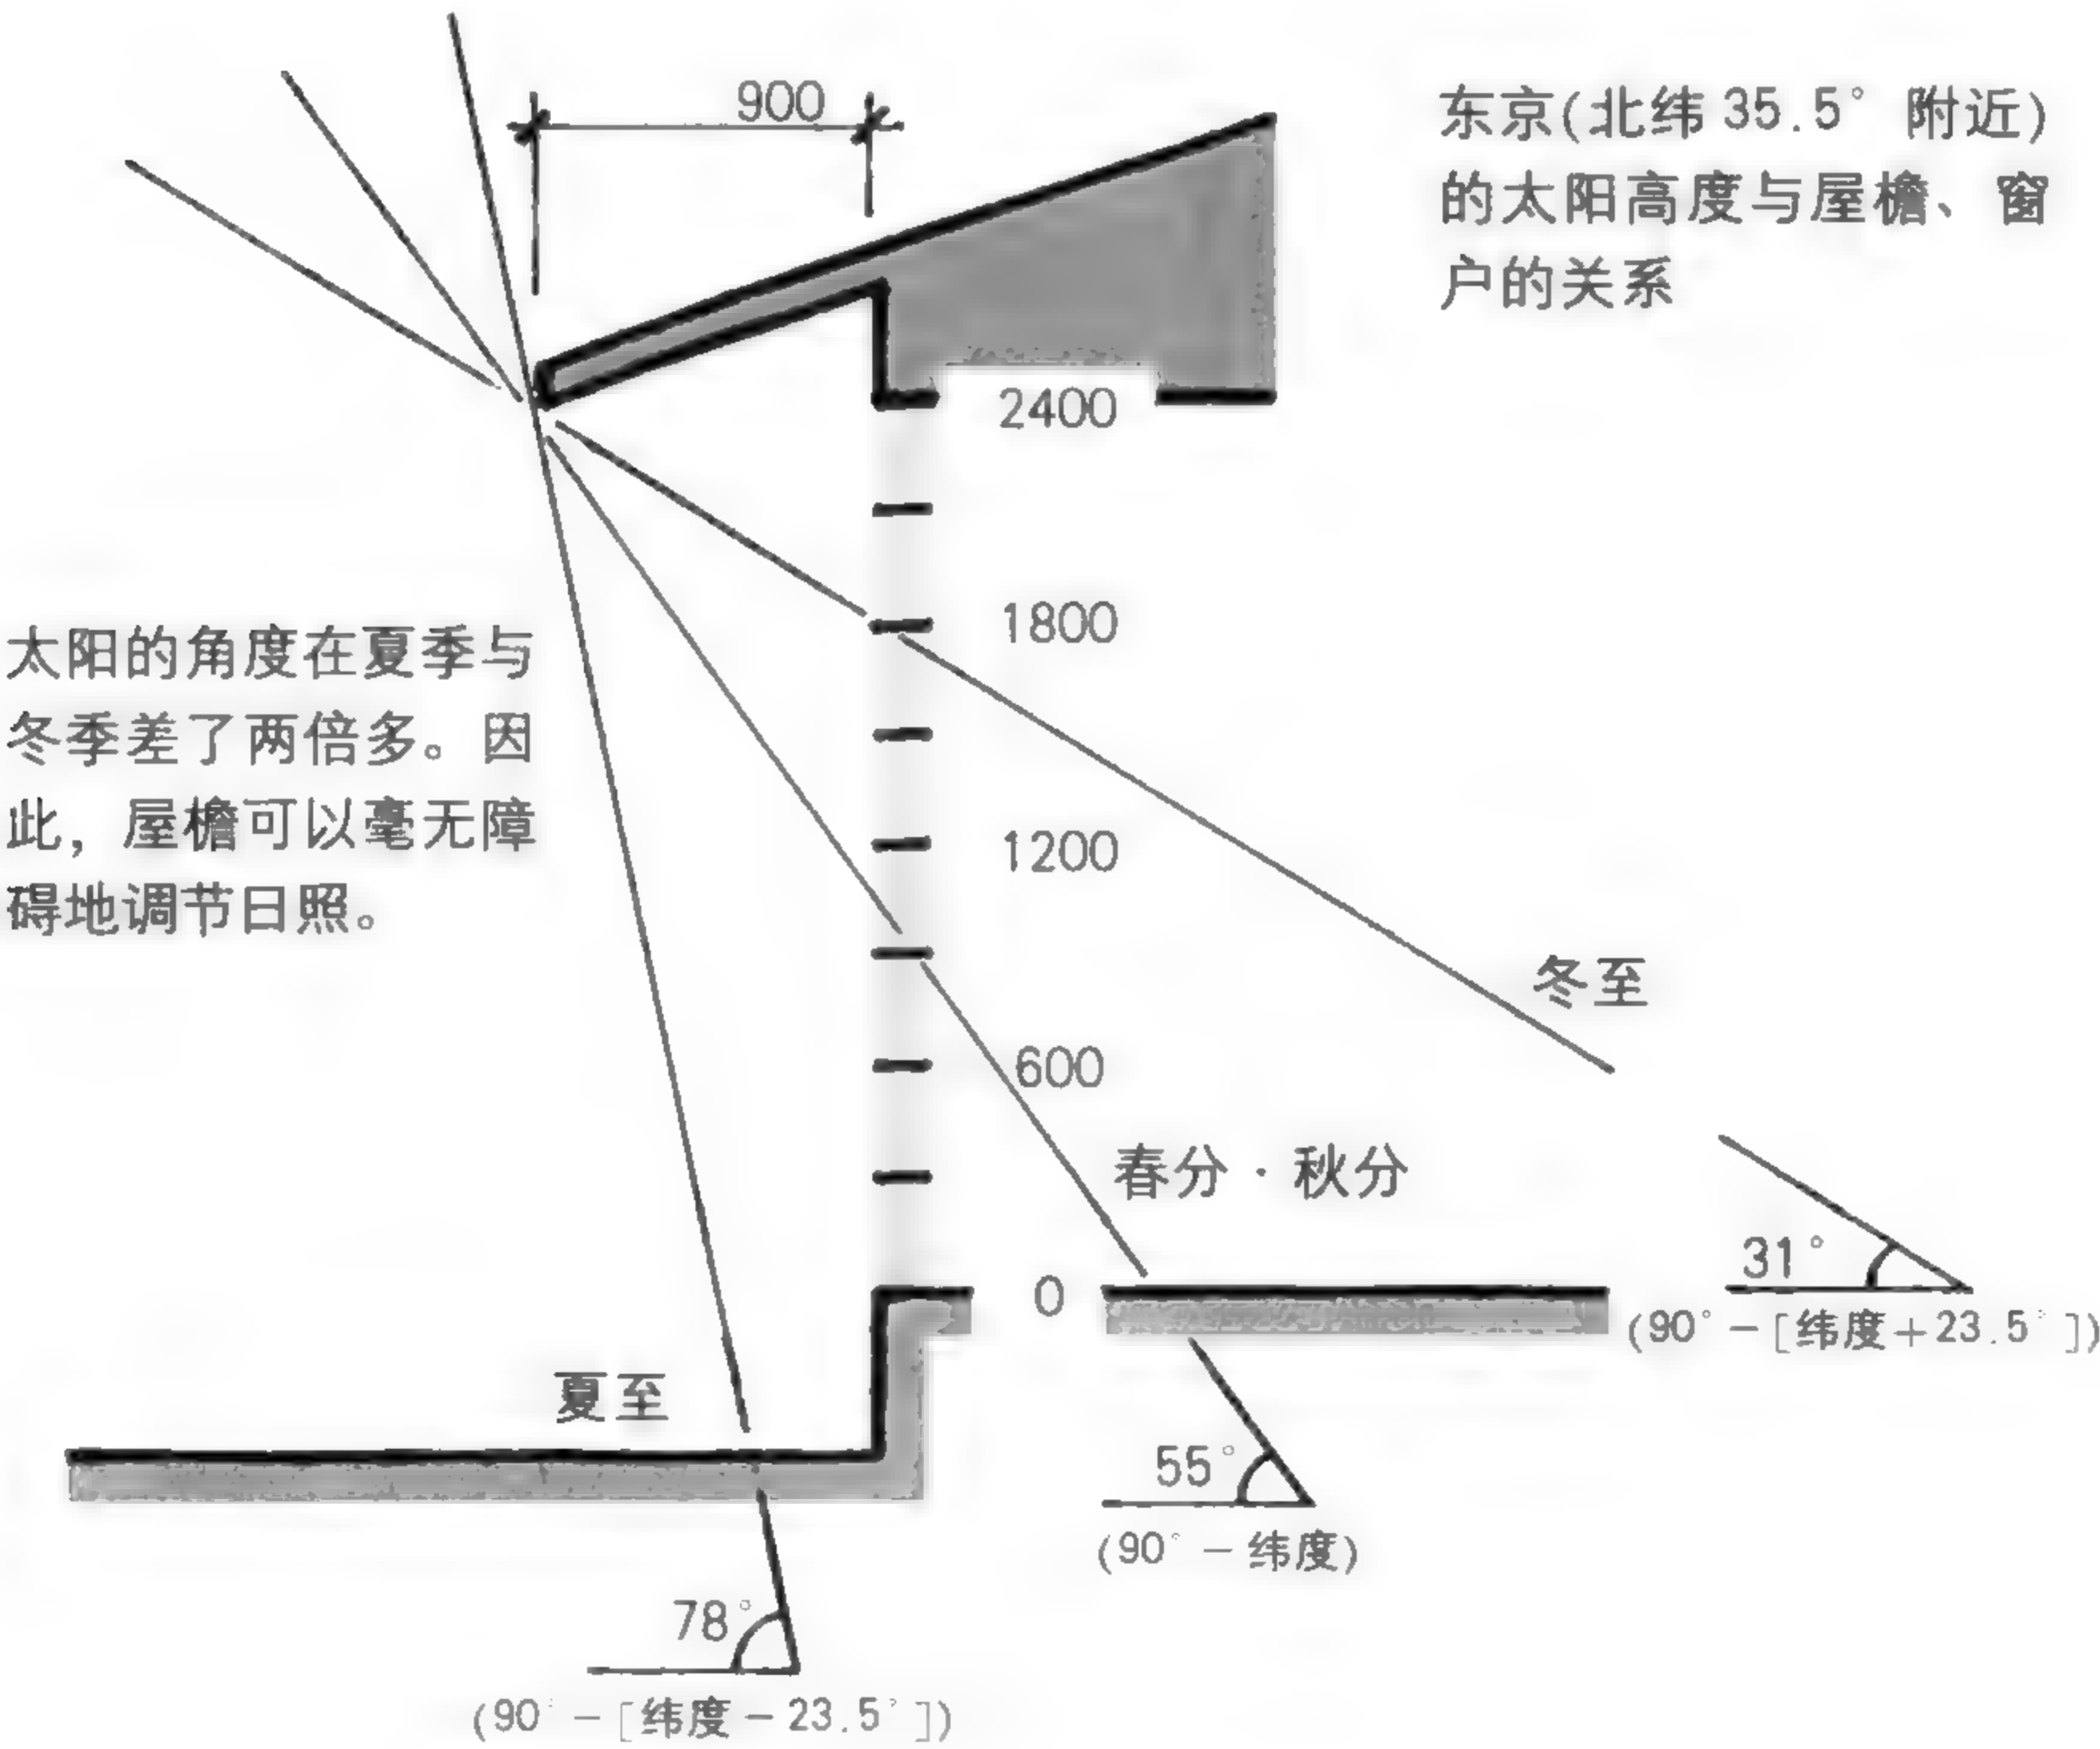 900
东京(北纬 35.5° 附近)
的太阳高度与屋檐、窗
户的关系
2400
太阳的角度在夏季与
冬季差了两倍多。因
此，屋檐可以毫无障
碍地调节日照。
1800
1200
冬至
600
春分·秋分
0
31°
(90°-[纬度+23.5°])
夏至
55°
(90°-纬度)
78°
(90°-[纬度-23.5°])